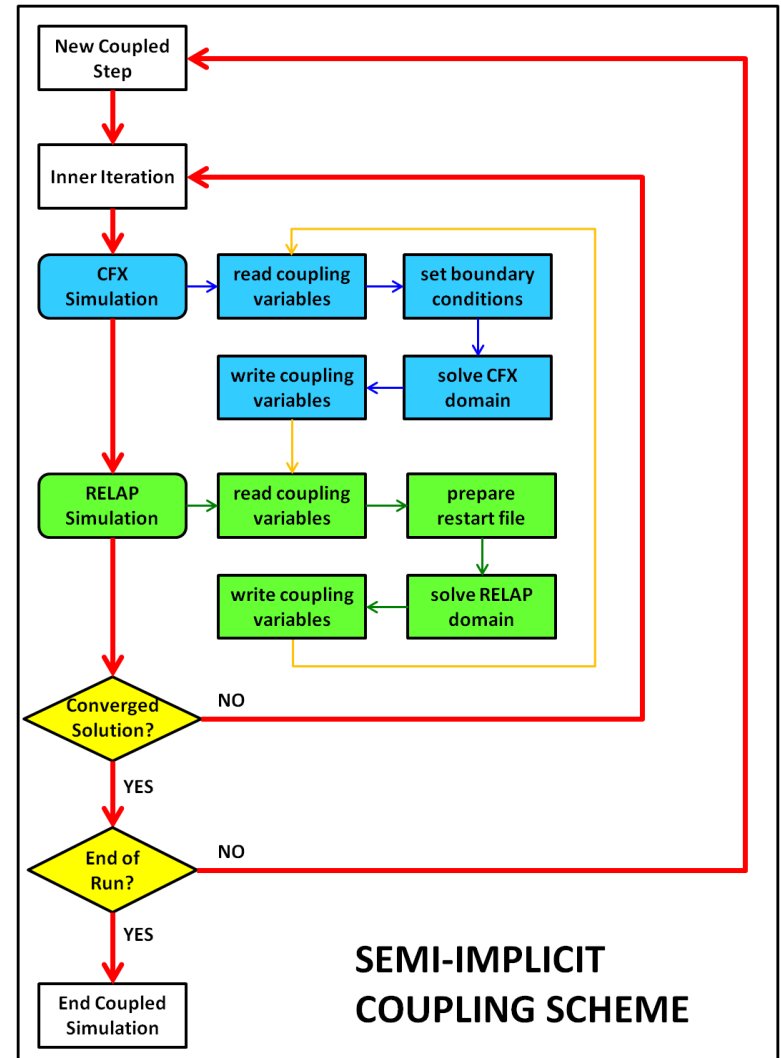 New Coupled
Step
Inner Iteration
CFX
Simulation
read coupling
variables
set boundary
conditions
write coupling
variables
solve CFX
domain
RELAP
Simulation
read coupling
variables
prepare
restart file
write coupling
variables
solve RELAP
domain
Converged
Solution?
NO
YES
End of
Run?
NO
YES
End Coupled
Simulation
SEMI-IMPLICIT
COUPLING SCHEME